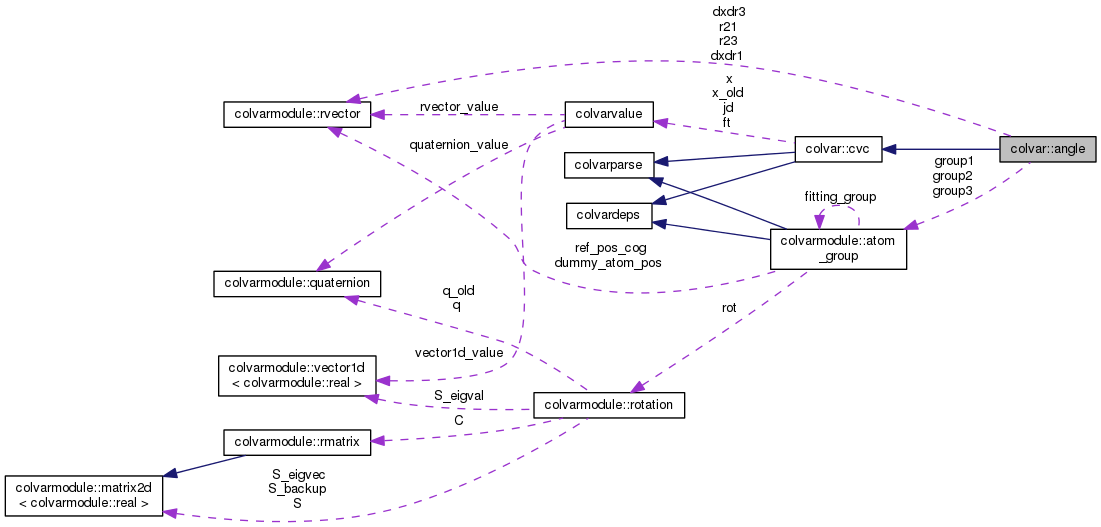 dxdr3
r21
r23
dxdr1
x
x_old
jd
ft
colvarmodule::rvector
rvector_value
colvarvalue
quaternion_value
colvar::cvc
colvar::angle
colvarparse
group1
group2
group3
fitting_group
colvardeps
colvarmodule::atom
_group
ref_pos_cog
dummy_atom_pos
colvarmodule::quaternion
q_old
q
rot
vector1d_value
colvarmodule::vector1d
< colvarmodule::real >
S_eigval
colvarmodule::rotation
C
colvarmodule::rmatrix
S_eigvec
S_backup
S
colvarmodule::matrix2d
< colvarmodule::real >